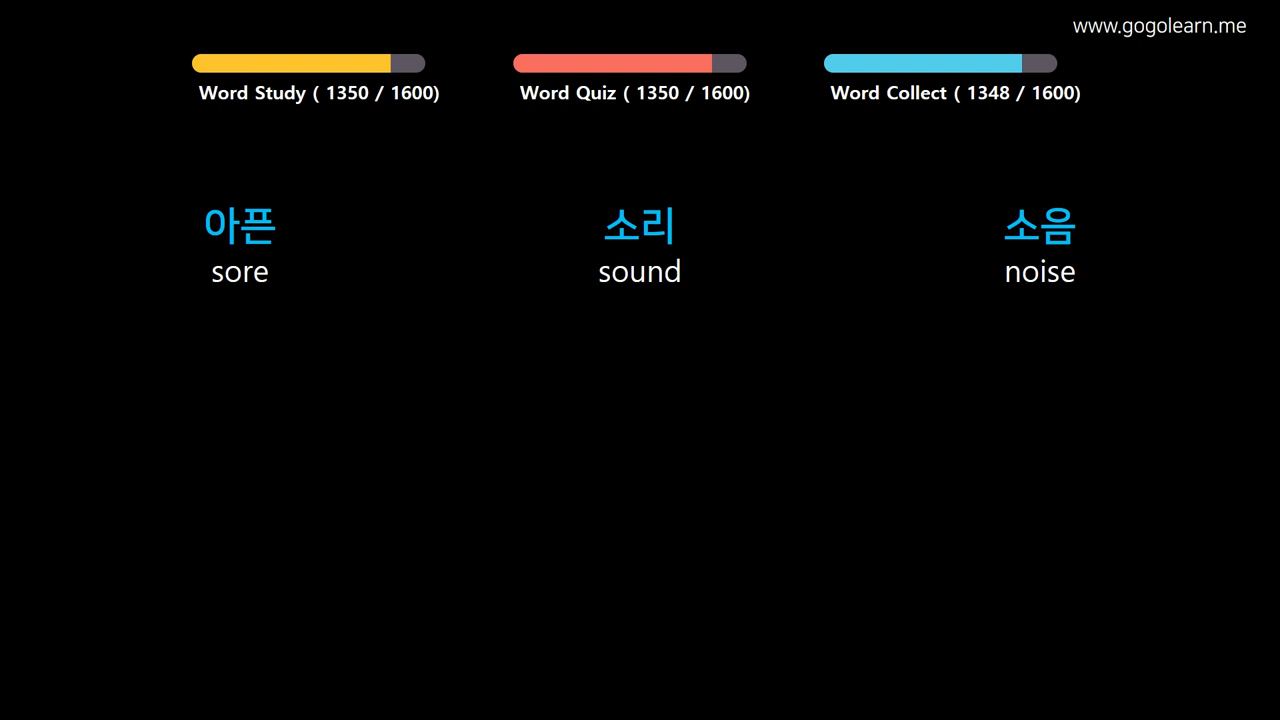 www.gogolearn.me
Word Study ( 1350 / 1600)
Word Quiz ( 1350 / 1600)
Word Collect ( 1348 / 1600)
아픈
sore
소리
sound
소음
noise